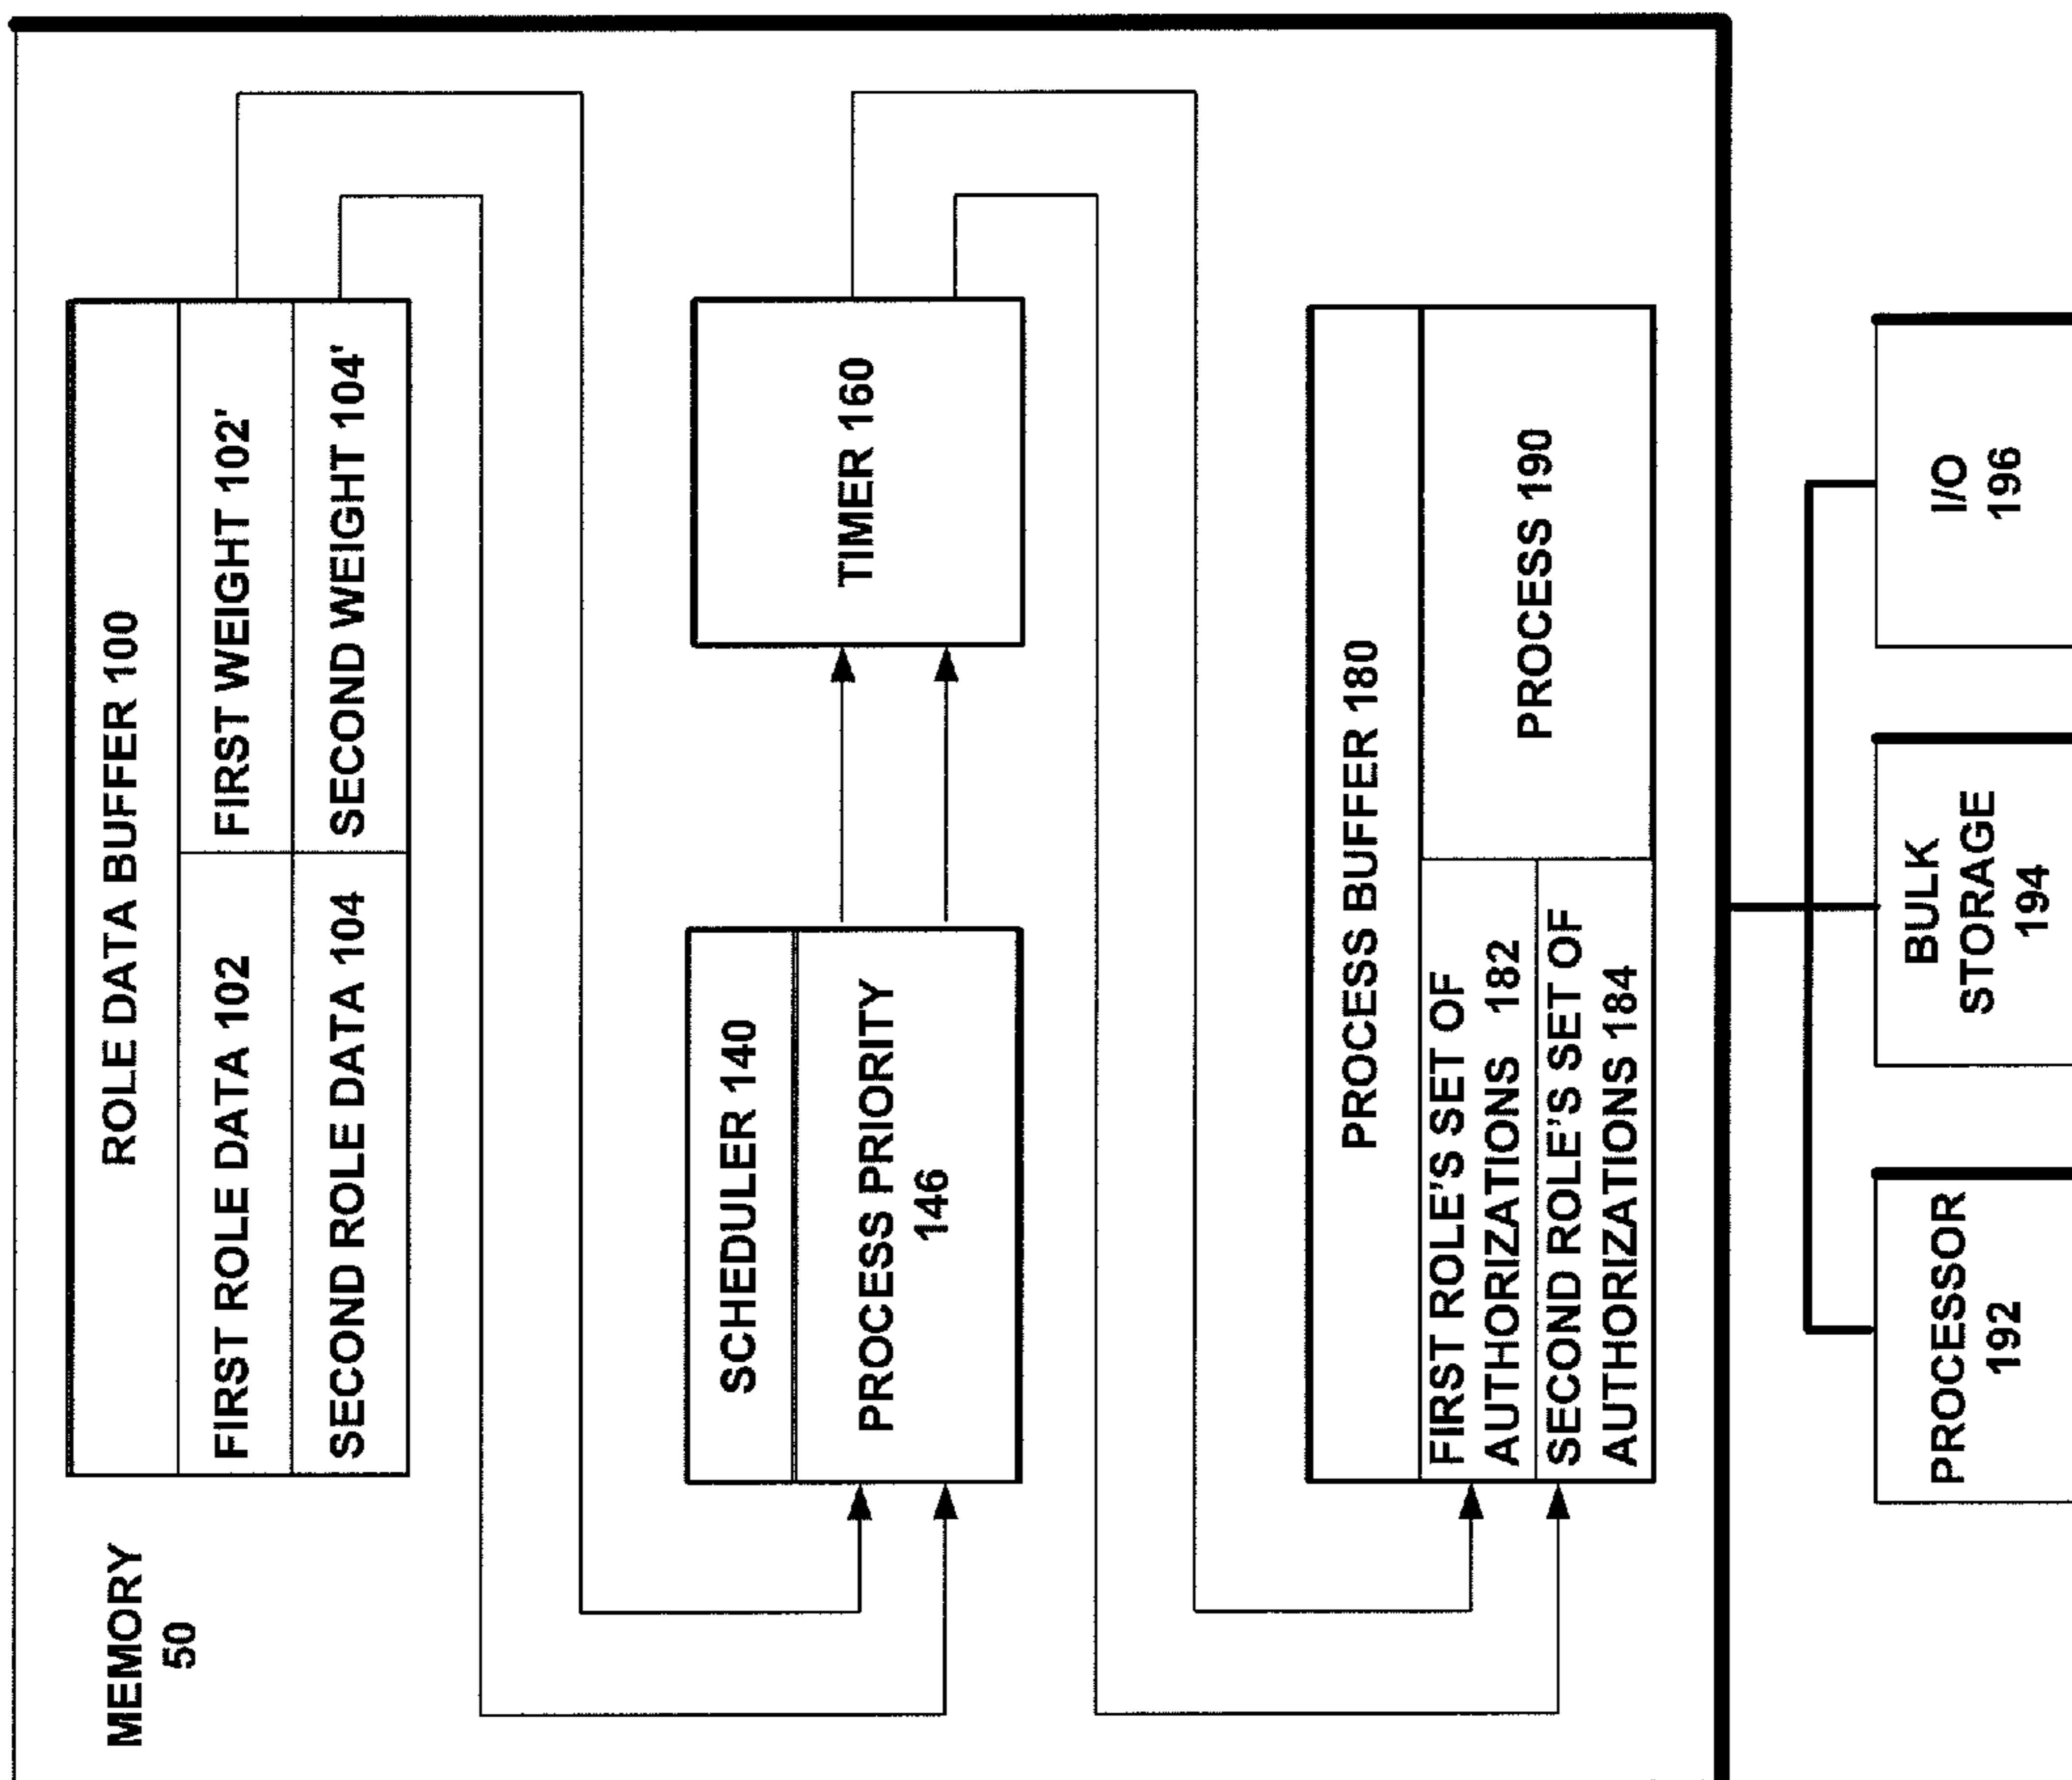 MEMORY
50
ROLE DATA BUFFER 100
FIRST ROLE DATA 102
FIRST WEIGHT 102'
SECOND ROLE DATA 104
SECOND WEIGHT 104'
SCHEDULER 140
PROCESS PRIORITY
146
TIMER 160
PROCESS BUFFER 180
FIRST ROLE'S SET OF
AUTHORIZATIONS 182
SECOND ROLE'S SET OF
AUTHORIZATIONS 184
PROCESS 190
PROCESSOR
192
BULK
STORAGE
194
I/O
196